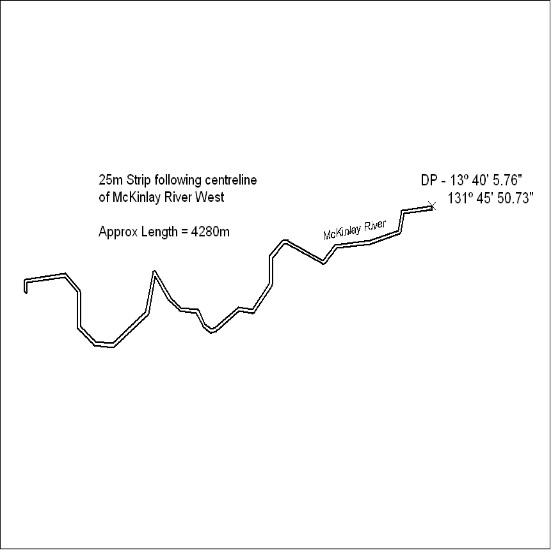 25m Strip following centreline
of McKinlay River West
Approx Length = 4280m
DP - 13º 40' 5.76"
131º 45' 50.73"
McKinlay River